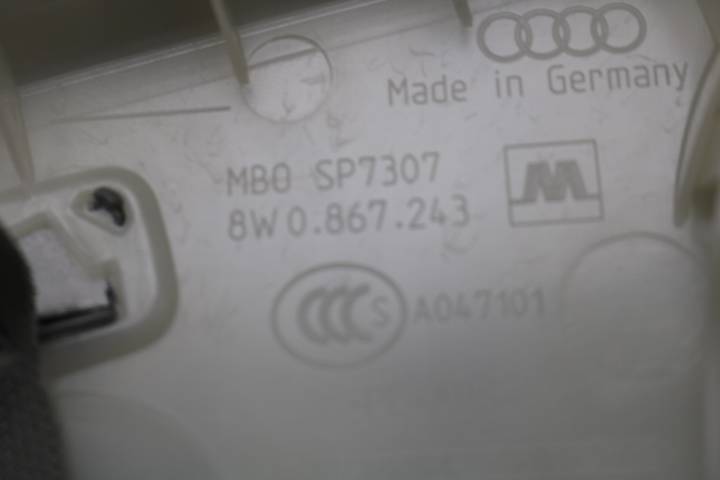 Made in Germany
MBO SP7307
8W0.867.243
CCC S A047101